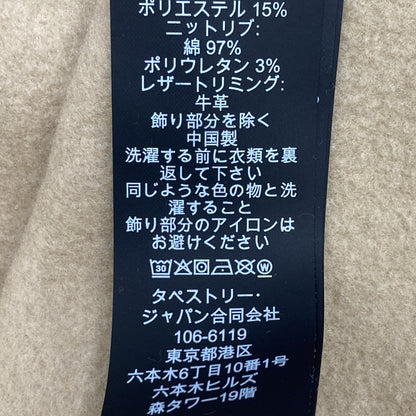 ポリエステル 15%
ニットリブ:
綿 97%
ポリウレタン 3%
レザートリミング:
牛革
飾り部分を除く
中国製
洗濯する前に衣類を裏
返して下さい
同じような色の物と洗
濯すること
飾り部分のアイロンは
お避けください
30 W
タペストリー・
ジャパン合同会社
106-6119
東京都港区
六本木6丁目10番1号
六本木ヒルズ
森タワー19階